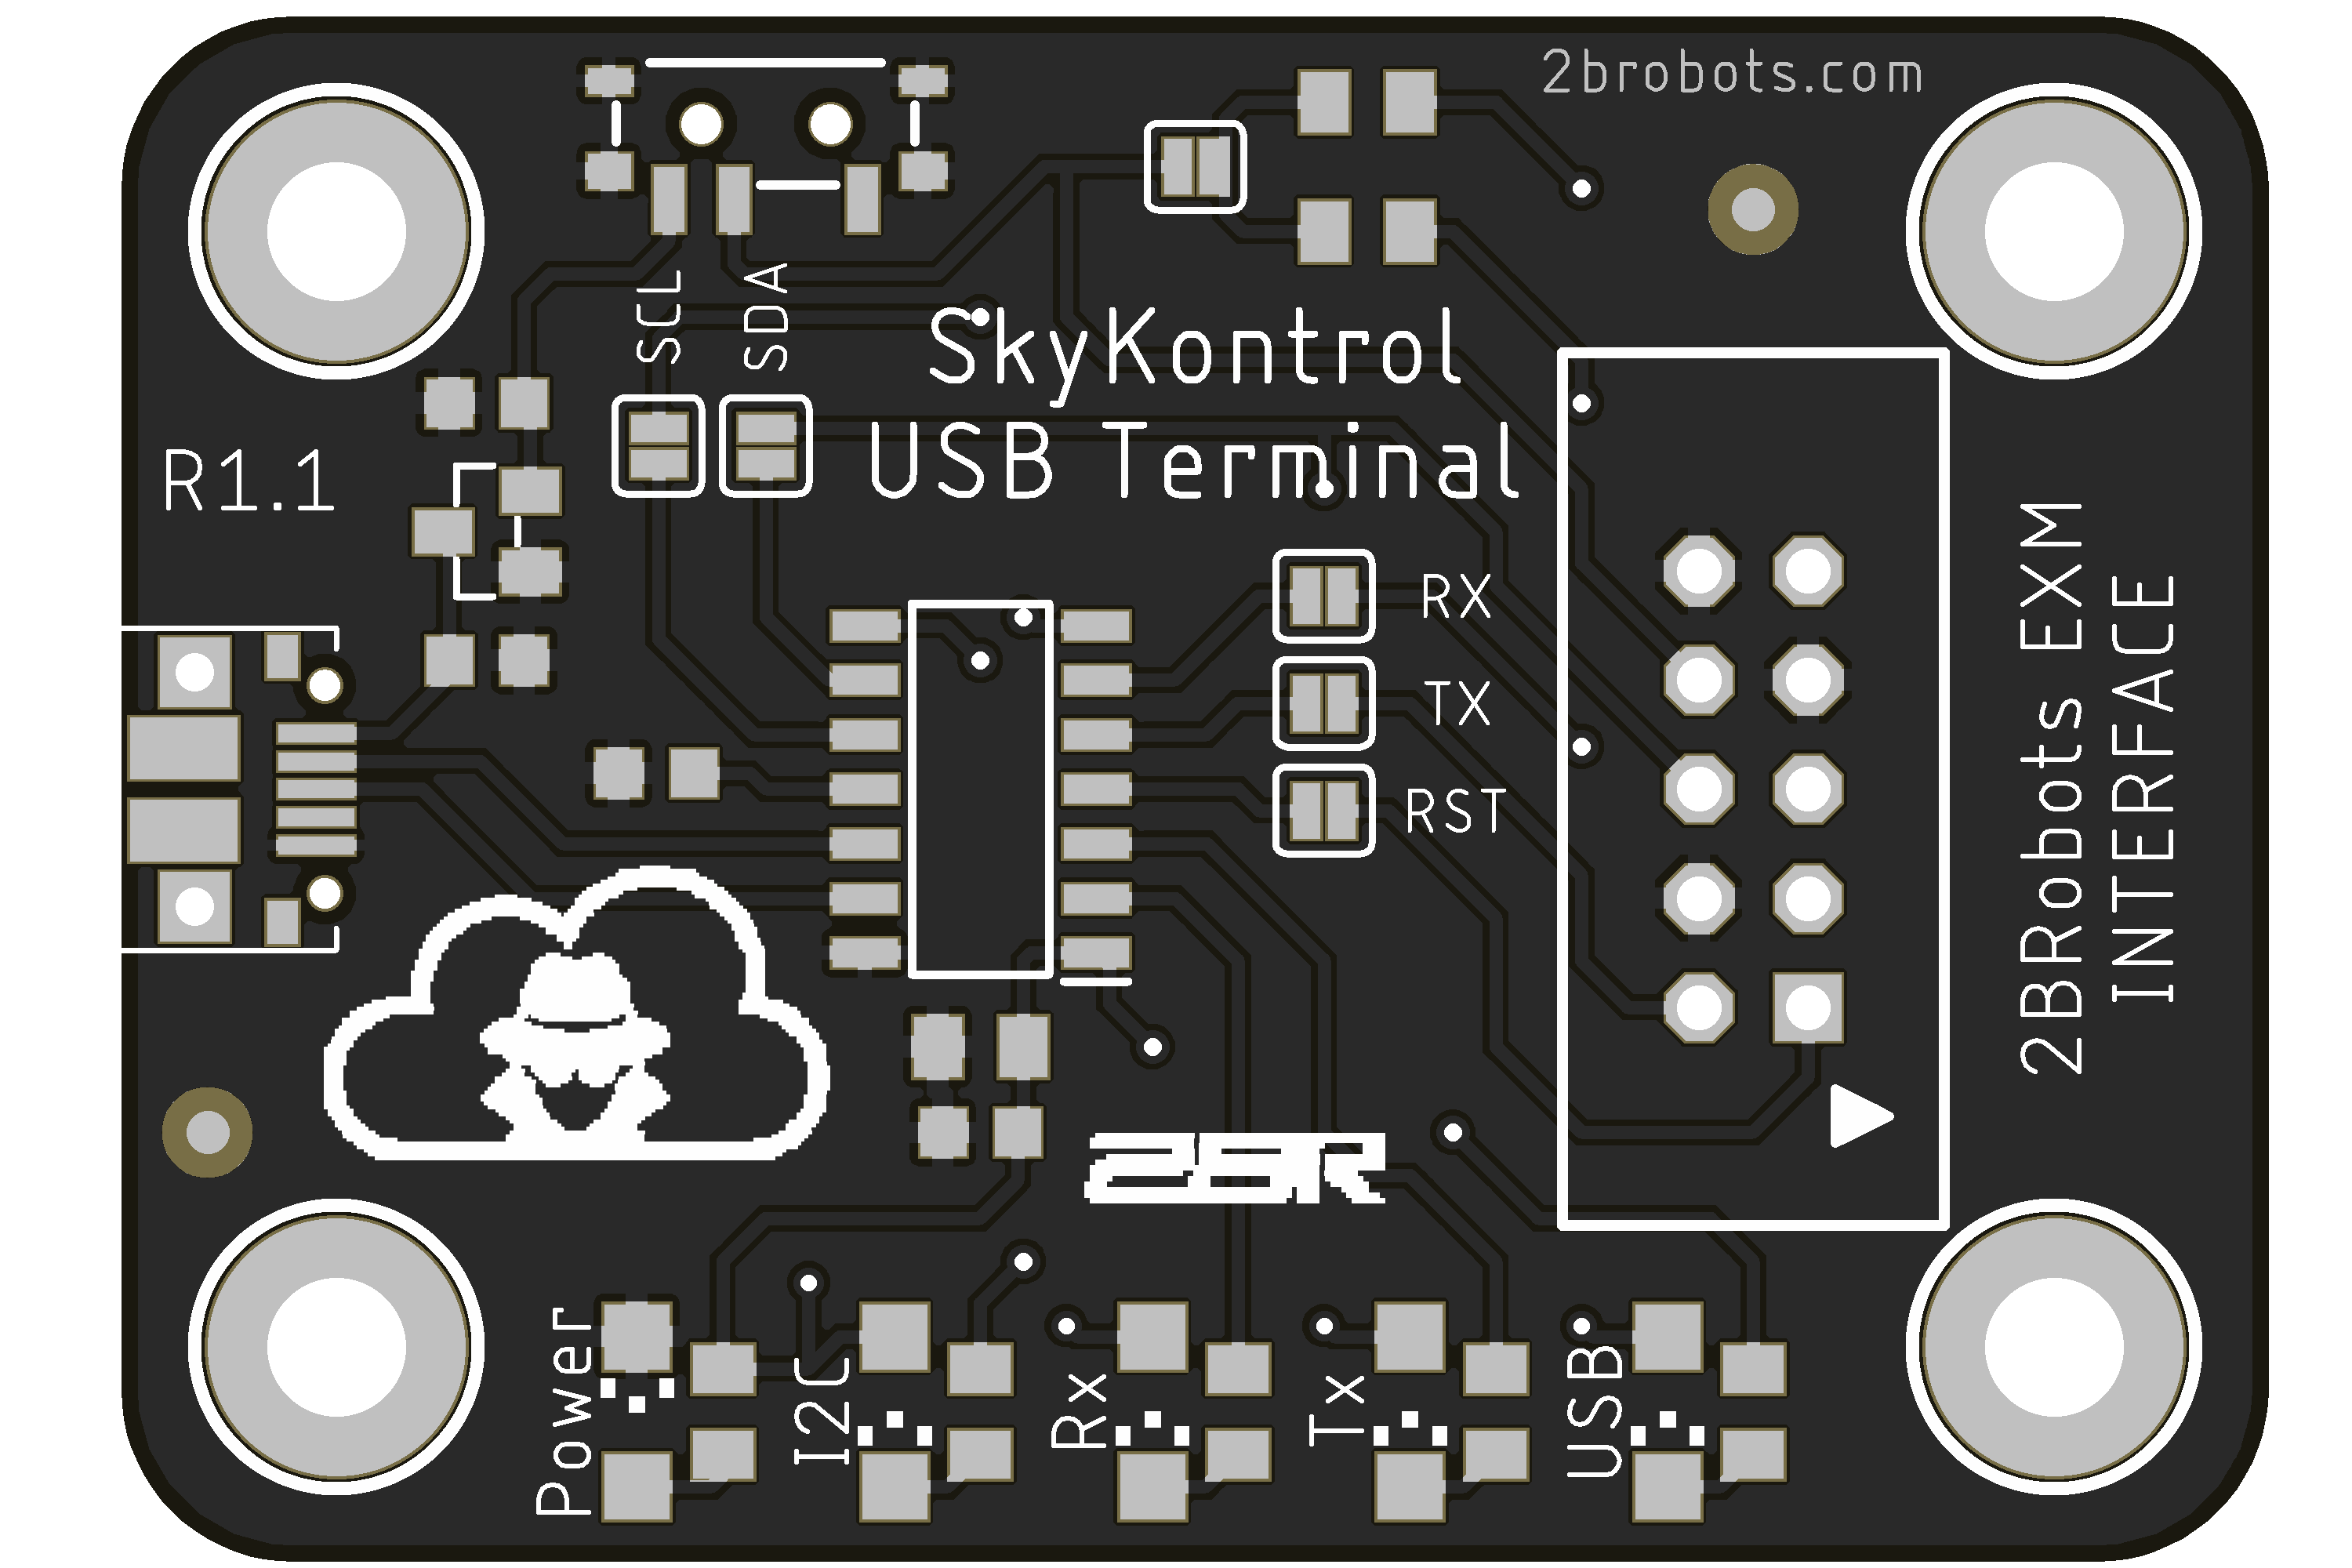 2brobots.com
SCL
SDA
SkyKontrol
USB Terminal
R1.1
RX
TX
RST
2BRobots EXM
INTERFACE
2BR
Power
I2C
Rx
Tx
USB